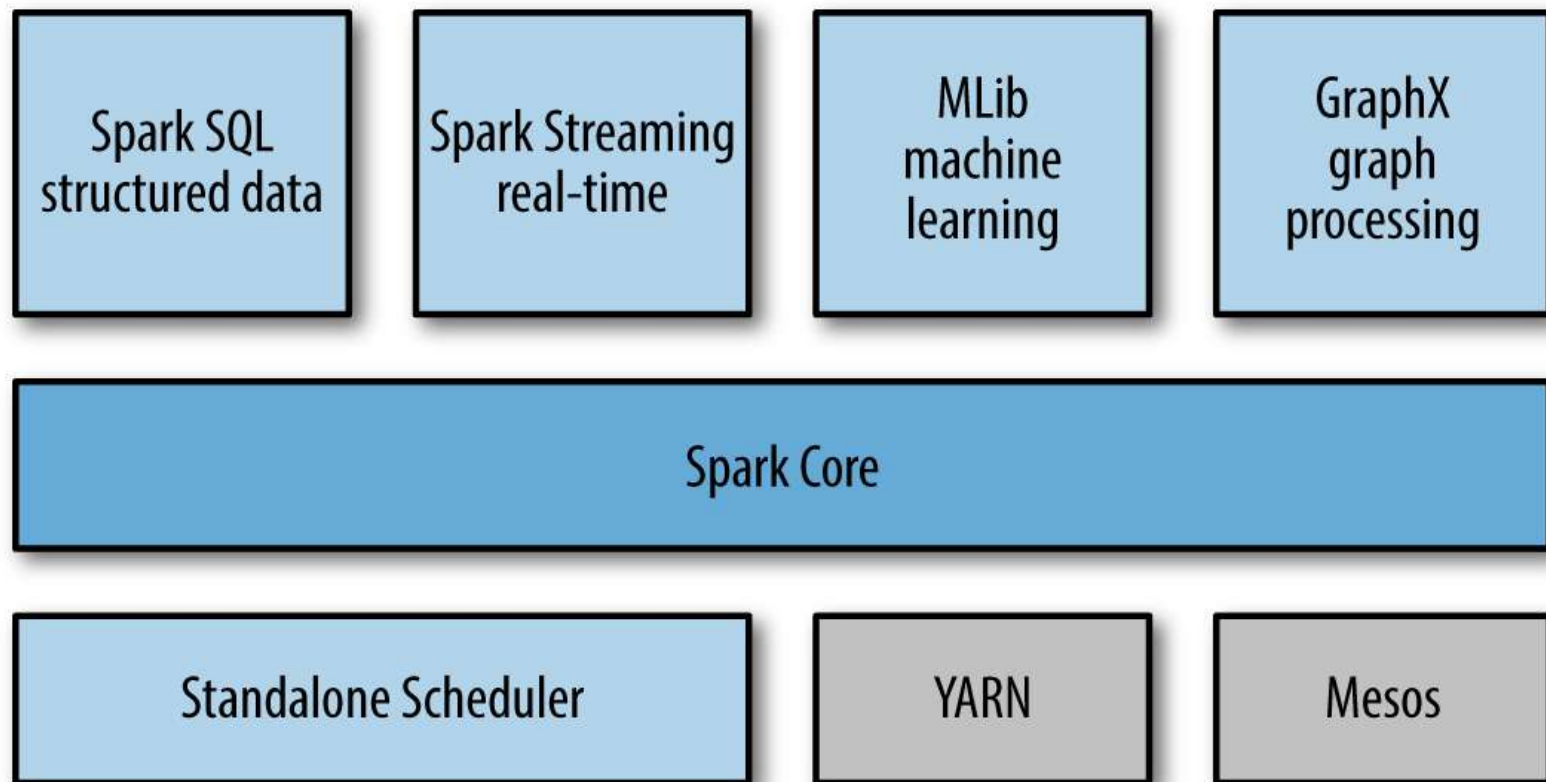 Spark SQL
structured data
Spark Streaming
real-time
MLib
machine
learning
GraphX
graph
processing
Spark Core
Standalone Scheduler
YARN
Mesos